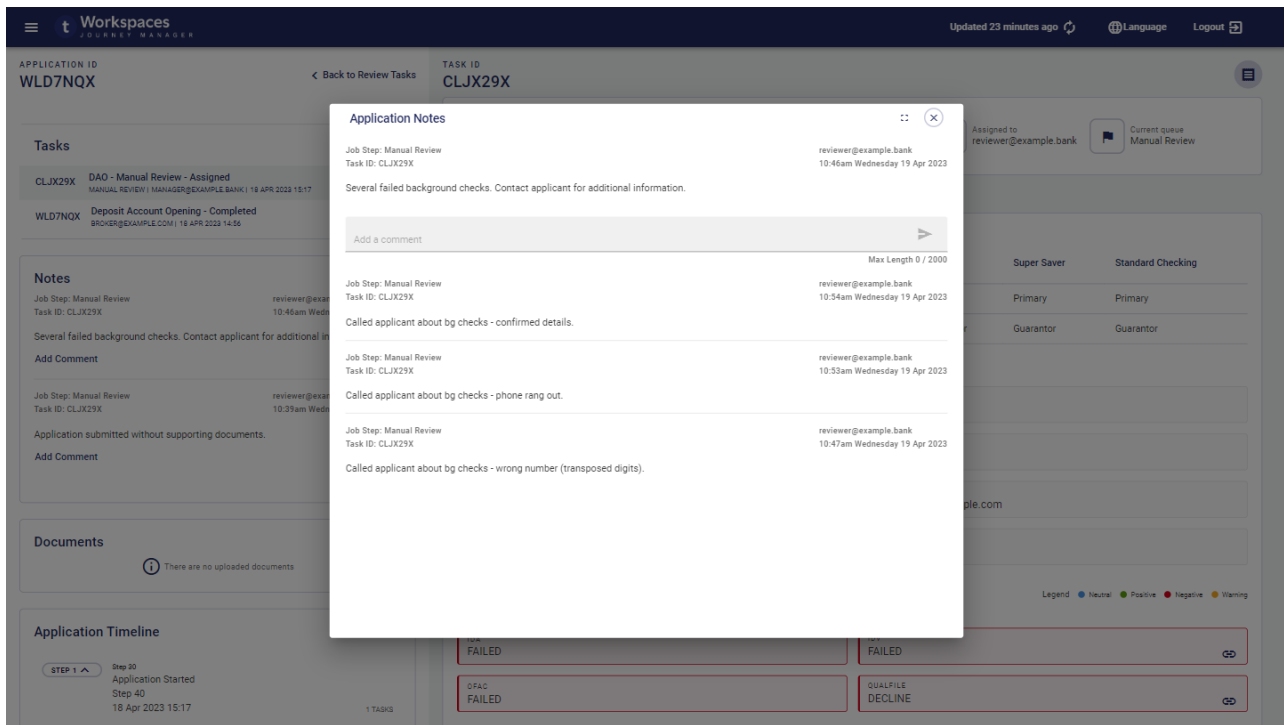 Workspaces
JOURNEY MANAGER
Updated 23 minutes ago
Language
Logout
APPLICATION ID
WLD7NQX
Back to Review Tasks
TASK ID
CLJX29X
Tasks
CLJX29X
DAO - Manual Review - Assigned
MANUAL REVIEW | MANAGER@EXAMPLE.BANK | 18 APR 2023 15:17
WLD7NQX
Deposit Account Opening - Completed
BROKER@EXAMPLE.COM | 18 APR 2023 14:56
Notes
Job Step: Manual Review
Task ID: CLJX29X
10:46am
Several failed background checks. Contact applicant for additional
Add Comment
Job Step: Manual Review
Task ID: CLJX29X
10:39am
Application submitted without supporting documents.
Add Comment
Documents
There are no uploaded documents
Application Timeline
STEP 1
Step 30
Application Started
Step 40
18 Apr 2023 15:17
1 TASKS
Application Notes
Job Step: Manual Review
reviewer@example.bank
Task ID: CLJX29X
10:46am Wednesday 19 Apr 2023
Several failed background checks. Contact applicant for additional information.
Add a comment
Max Length 0 / 2000
Job Step: Manual Review
reviewer@example.bank
Task ID: CLJX29X
10:54am Wednesday 19 Apr 2023
Called applicant about bg checks - confirmed details.
Job Step: Manual Review
reviewer@example.bank
Task ID: CLJX29X
10:53am Wednesday 19 Apr 2023
Called applicant about bg checks - phone rang out.
Job Step: Manual Review
reviewer@example.bank
Task ID: CLJX29X
10:47am Wednesday 19 Apr 2023
Called applicant about bg checks - wrong number (transposed digits).
Assigned to
reviewer@example.bank
Current queue
Manual Review
Super Saver
Standard Checking
Primary
Primary
Guarantor
Guarantor
Legend
Neutral
Positive
Negative
Warning
FAILED
FAILED
OFAC
FAILED
QUALFILE
DECLINE